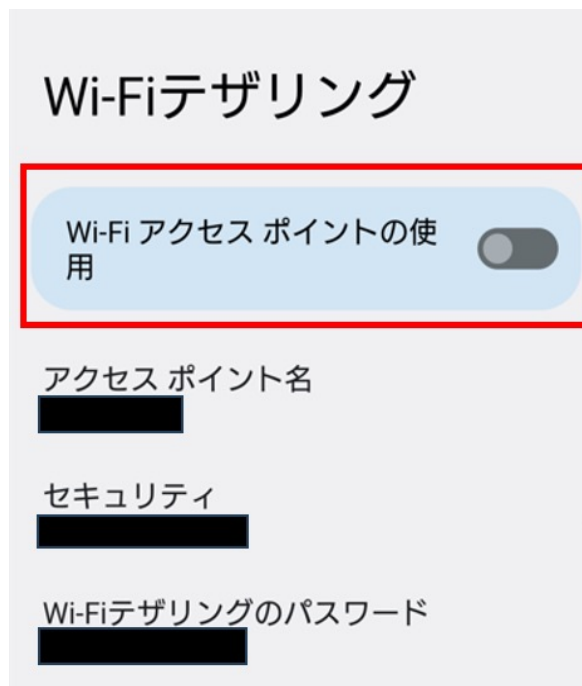 Wi-Fiテザリング
Wi-Fi アクセス ポイントの使
用
アクセス ポイント名
セキュリティ
Wi-Fiテザリングのパスワード